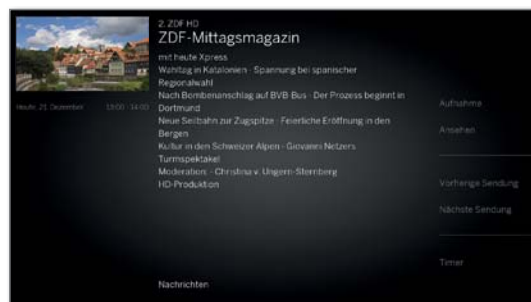 2. ZDF HD
ZDF-Mittagsmagazin
mit heute Xpress
Wahltag in Katalonien - Spannung bei spanischer
Regionalwahl
Nach Bombenanschlag auf BVB-Bus - Der Prozess beginnt in
Dortmund
Neue Seilbahn zur Zugspitze - Feierliche Eröffnung in den
Bergen
Kultur in den Schweizer Alpen - Giovanni Netzers
Turmspektakel
Moderation: - Christina v. Ungern-Sternberg
HD-Produktion
Heute, 21. Dezember 13:00 - 14:00
Aufnahme
Ansehen
Vorherige Sendung
Nächste Sendung
Timer
Nachrichten